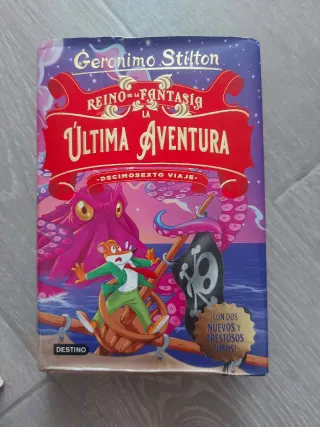 Geronimo Stilton
REINO DE LA FANTASÍA
LA
ÚLTIMA AVENTURA
•DECIMOSEXTO VIAJE•
¡CON DOS
NUEVOS Y
APESTOSOS
OLORES!
DESTINO